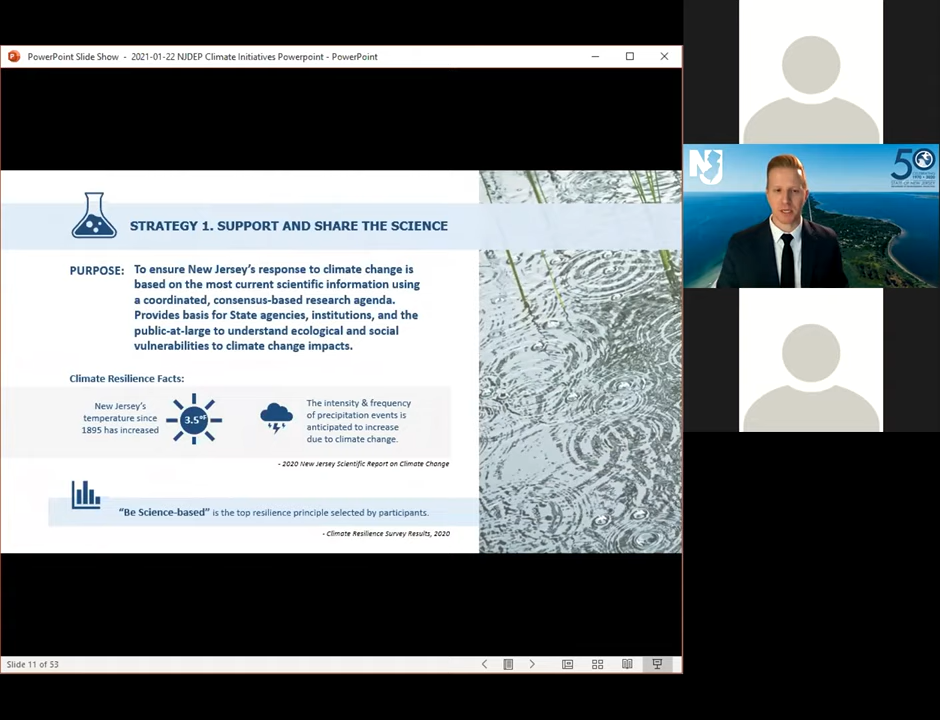 PowerPoint Slide Show - 2021-01-22 NJDEP Climate Initiatives Powerpoint - PowerPoint
STRATEGY 1. SUPPORT AND SHARE THE SCIENCE
PURPOSE: To ensure New Jersey's response to climate change is
based on the most current scientific information using
a coordinated, consensus-based research agenda.
Provides basis for State agencies, institutions, and the
public-at-large to understand ecological and social
vulnerabilities to climate change impacts.
Climate Resilience Facts:
New Jersey's
temperature since
1895 has increased
3.5°F
The intensity & frequency
of precipitation events is
anticipated to increase
due to climate change.
- 2020 New Jersey Scientific Report on Climate Change
"Be Science-based" is the top resilience principle selected by participants.
- Climate Resilience Survey Results, 2020
Slide 11 of 53
NJ
50